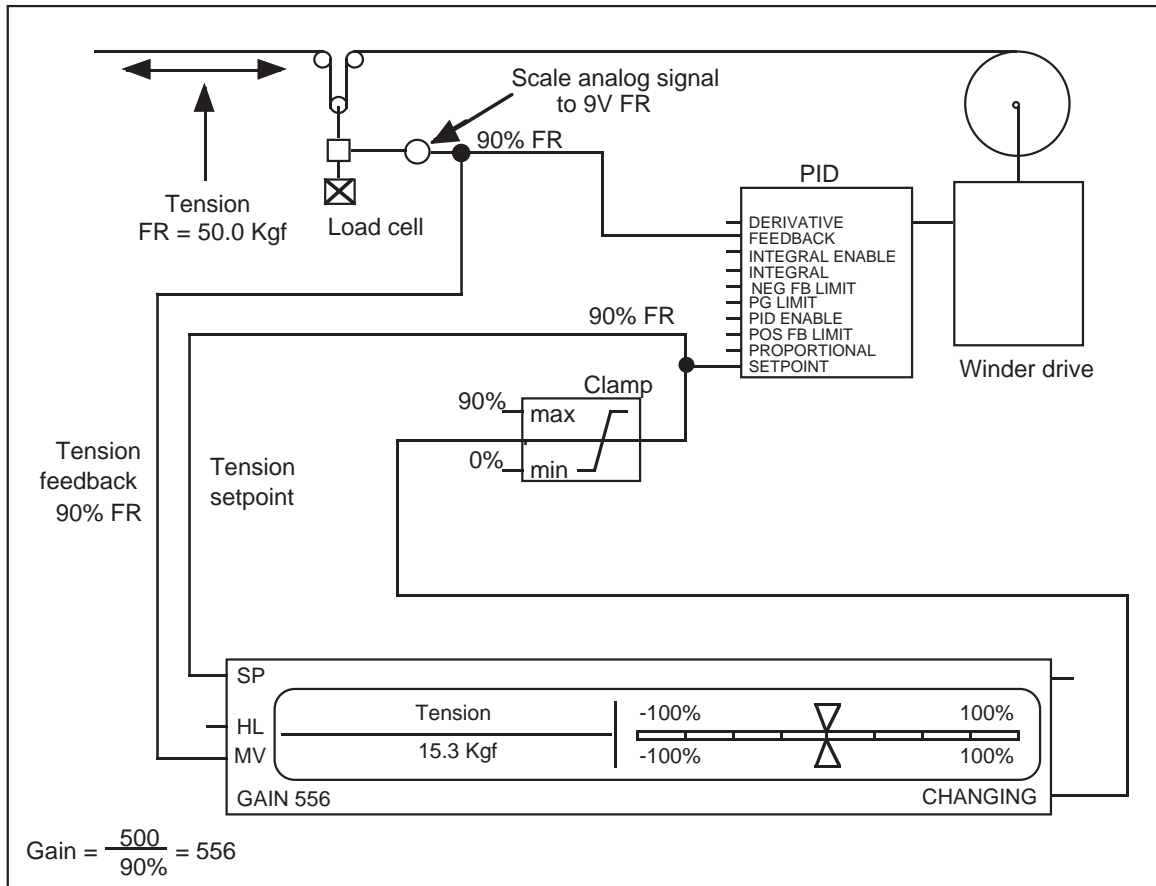 Scale analog signal
to 9V FR
90% FR
Tension
FR = 50.0 Kgf
Load cell
PID
DERIVATIVE
FEEDBACK
INTEGRAL ENABLE
INTEGRAL
NEG FB LIMIT
PG LIMIT
PID ENABLE
POS FB LIMIT
PROPORTIONAL
SETPOINT
Winder drive
90% FR
Clamp
90%
max
0%
min
Tension
feedback
90% FR
Tension
setpoint
SP
HL
MV
Tension
15.3 Kgf
-100%
100%
-100%
100%
GAIN 556
CHANGING
Gain = 500 / 90% = 556